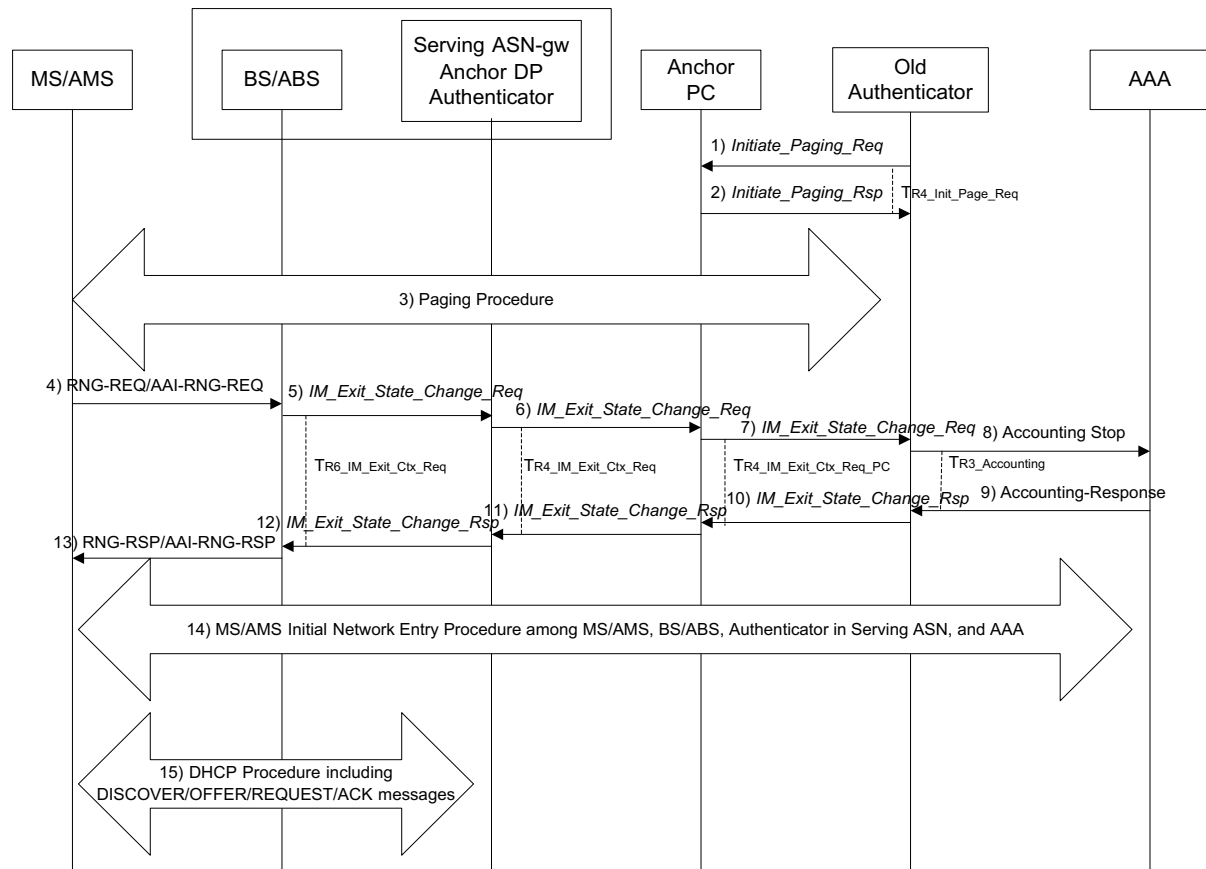 Serving ASN-gw
Anchor DP
Authenticator
MS/AMS
BS/ABS
Anchor
PC
Old
Authenticator
AAA
1) Initiate_Paging_Req
2) Initiate_Paging_Rsp
TR4_Init_Page_Req
3) Paging Procedure
4) RNG-REQ/AAI-RNG-REQ
5) IM_Exit_State_Change_Req
6) IM_Exit_State_Change_Req
7) IM_Exit_State_Change_Req
8) Accounting Stop
TR6_IM_Exit_Ctx_Req
TR4_IM_Exit_Ctx_Req
TR4_IM_Exit_Ctx_Req_PC
TR3_Accounting
9) Accounting-Response
10) IM_Exit_State_Change_Rsp
11) IM_Exit_State_Change_Rsp
12) IM_Exit_State_Change_Rsp
13) RNG-RSP/AAI-RNG-RSP
14) MS/AMS Initial Network Entry Procedure among MS/AMS, BS/ABS, Authenticator in Serving ASN, and AAA
15) DHCP Procedure including
DISCOVER/OFFER/REQUEST/ACK messages